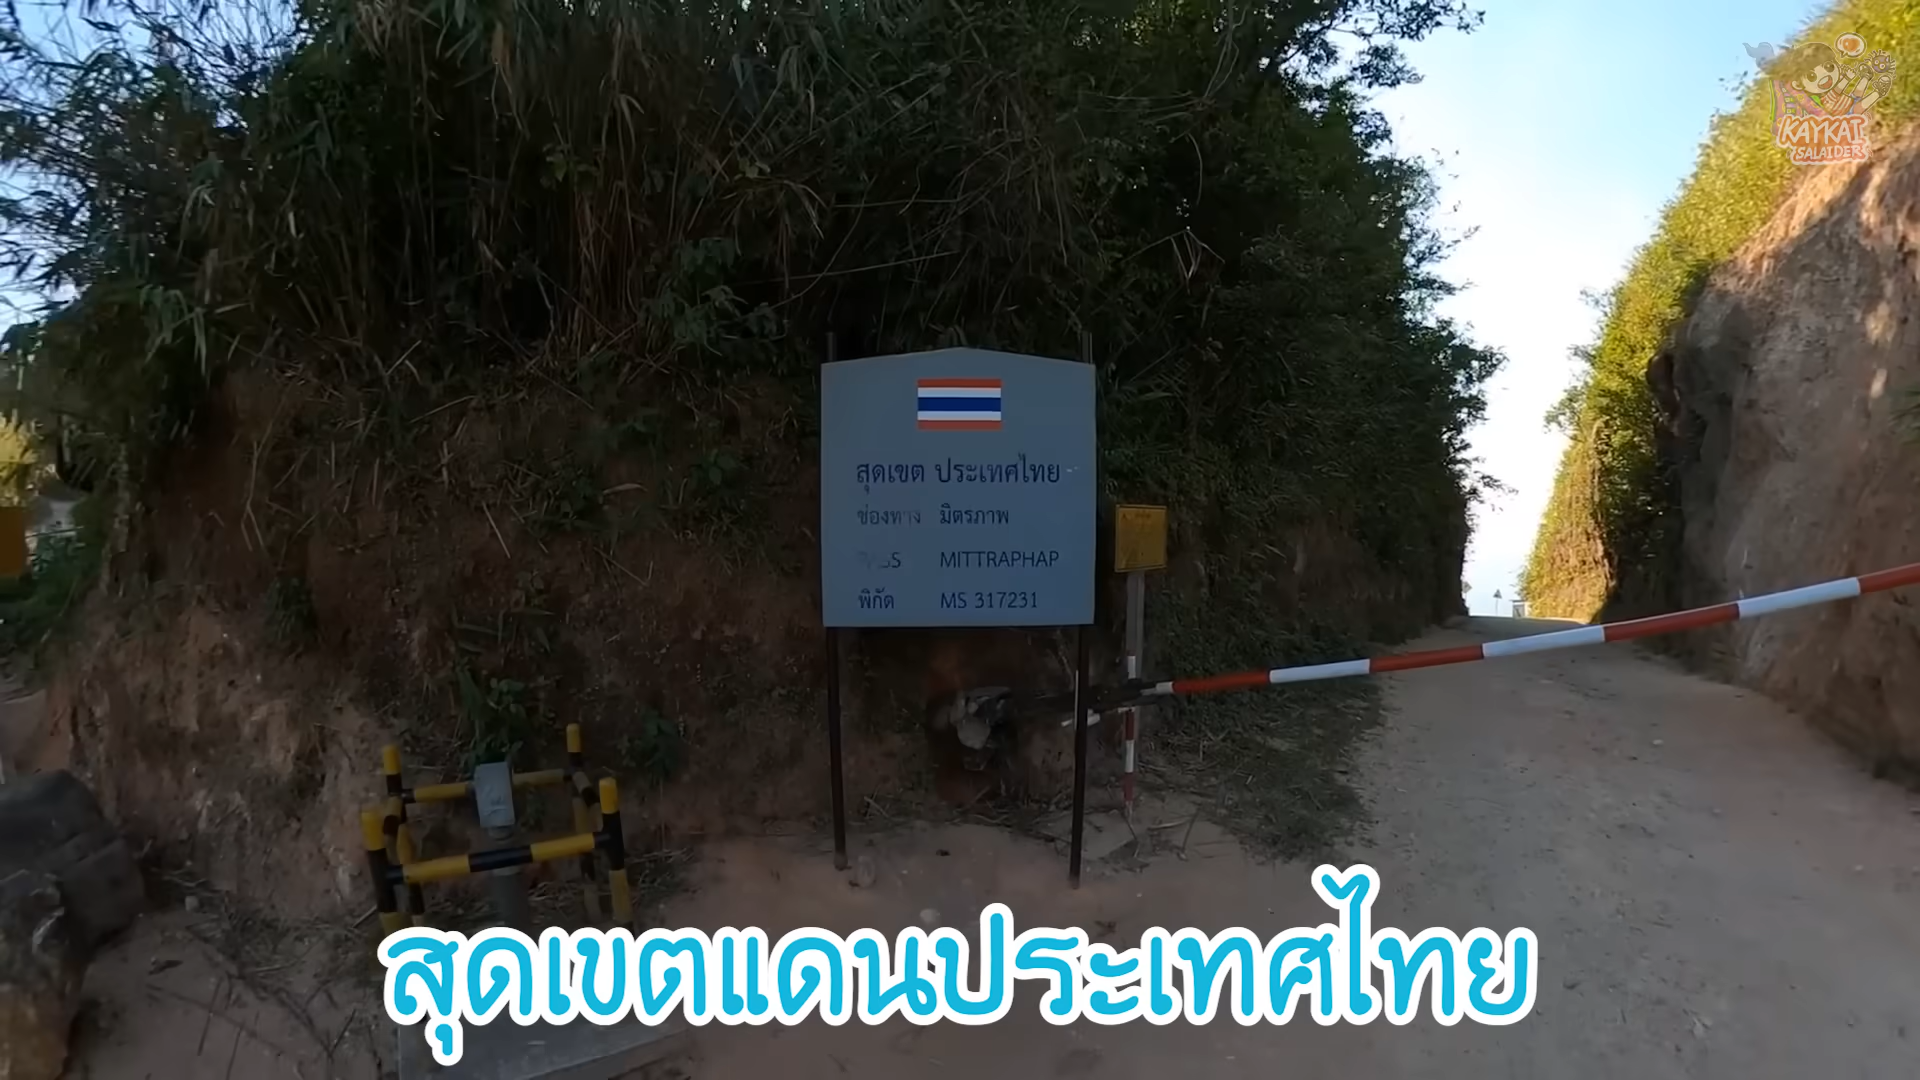 KAYKAI
SALAIDER
สุดเขต ประเทศไทย
ช่องทาง มิตรภาพ
MITTRAPHAP
พิกัด MS 317231
สุดเขตแดนประเทศไทย